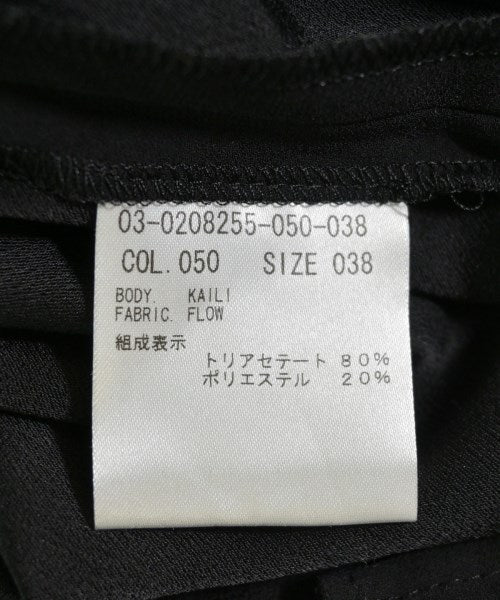 03-0208255-050-038
COL.050 SIZE 038
BODY. KAILI
FABRIC. FLOW
組成表示
トリアセテート 80%
ポリエステル 20%